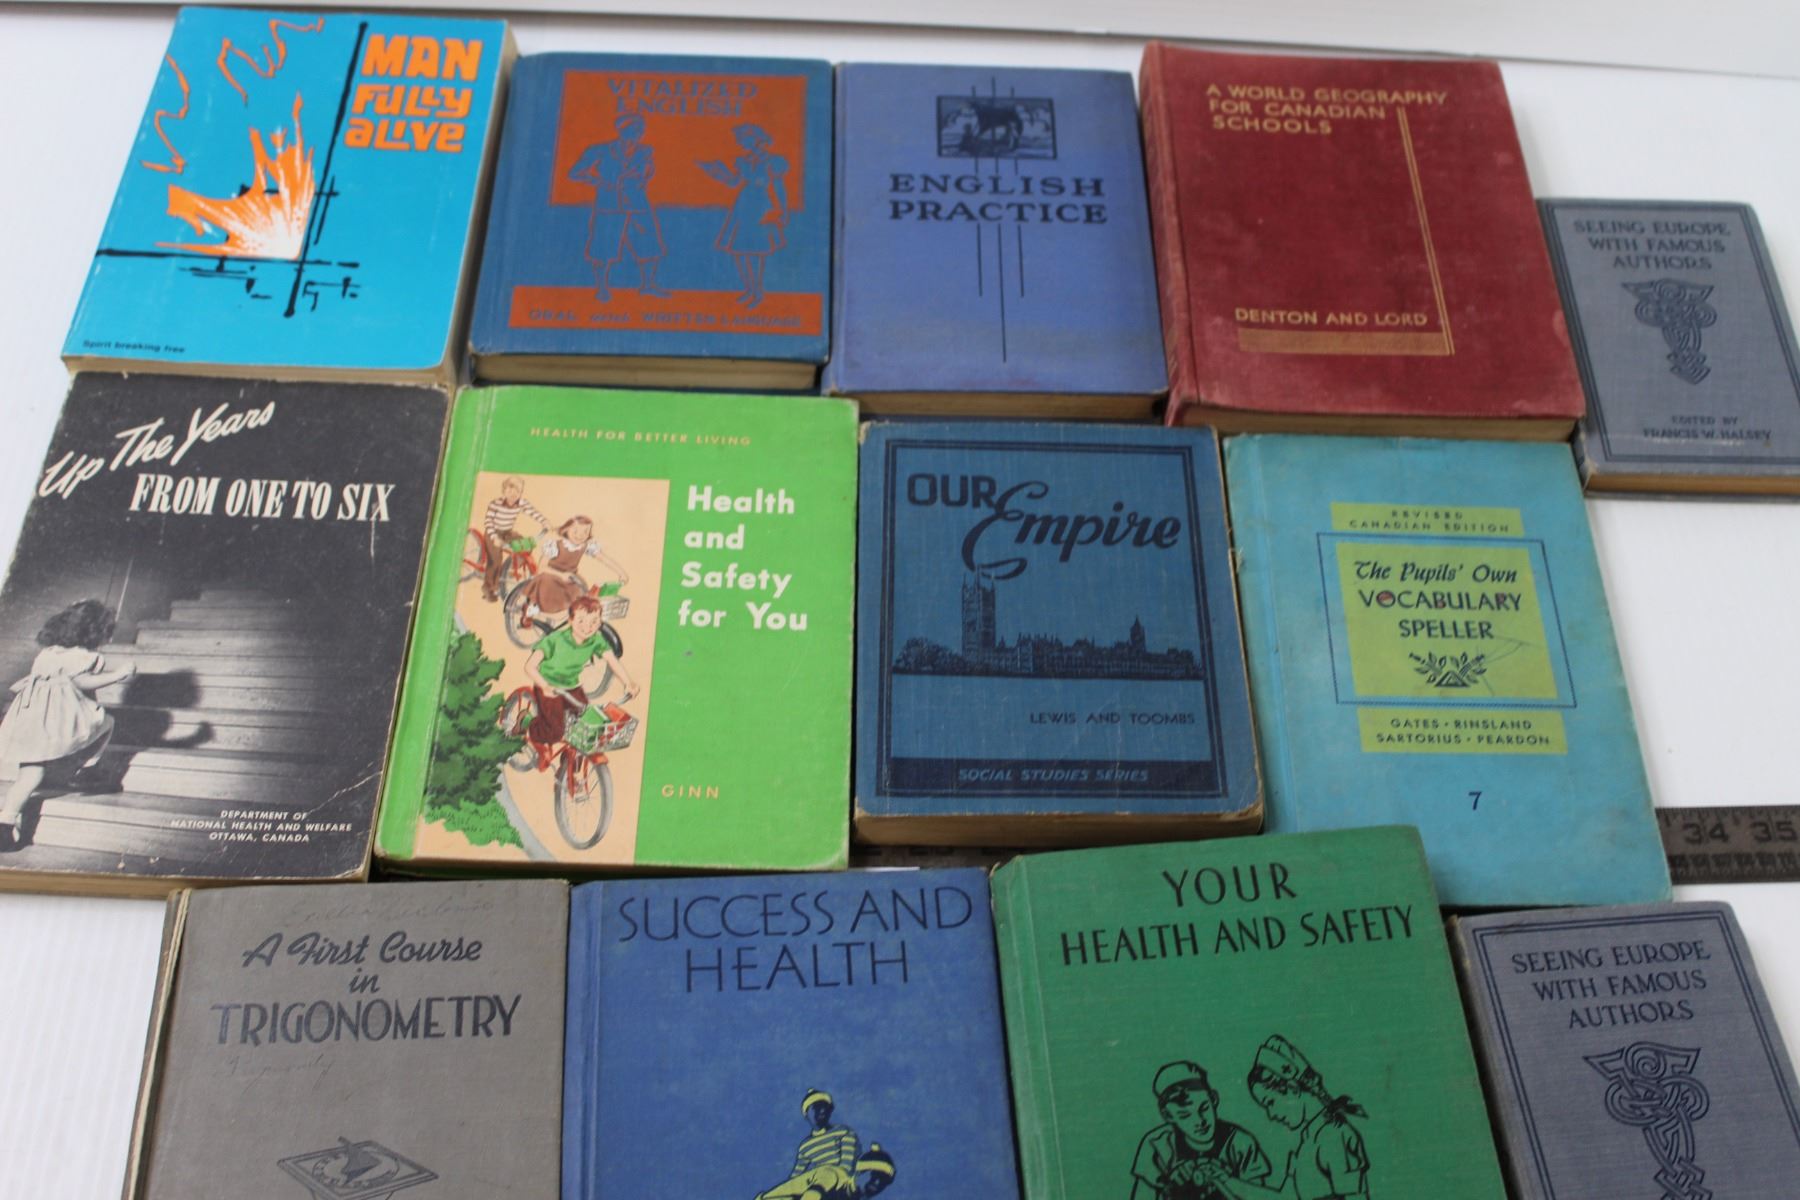 MAN
FULLY
ALIVE
Spirit breaking free
VITALIZED
ENGLISH
ORAL AND WRITTEN LANGUAGE
ENGLISH
PRACTICE
A WORLD GEOGRAPHY
FOR CANADIAN
SCHOOLS
DENTON AND LORD
SEEING EUROPE
WITH FAMOUS
AUTHORS
EDITED BY
FRANCIS W. HALSEY
Up The Years
FROM ONE TO SIX
DEPARTMENT OF
NATIONAL HEALTH AND WELFARE
OTTAWA, CANADA
HEALTH FOR BETTER LIVING
Health
and
Safety
for You
GINN
OUR
Empire
LEWIS AND TOOMBS
SOCIAL STUDIES SERIES
REVISED
CANADIAN EDITION
The Pupils' Own
VOCABULARY
SPELLER
GATES · RINSLAND
SARTORIUS · PEARDON
7
34 35
A First Course
in
TRIGONOMETRY
SUCCESS AND
HEALTH
YOUR
HEALTH AND SAFETY
SEEING EUROPE
WITH FAMOUS
AUTHORS